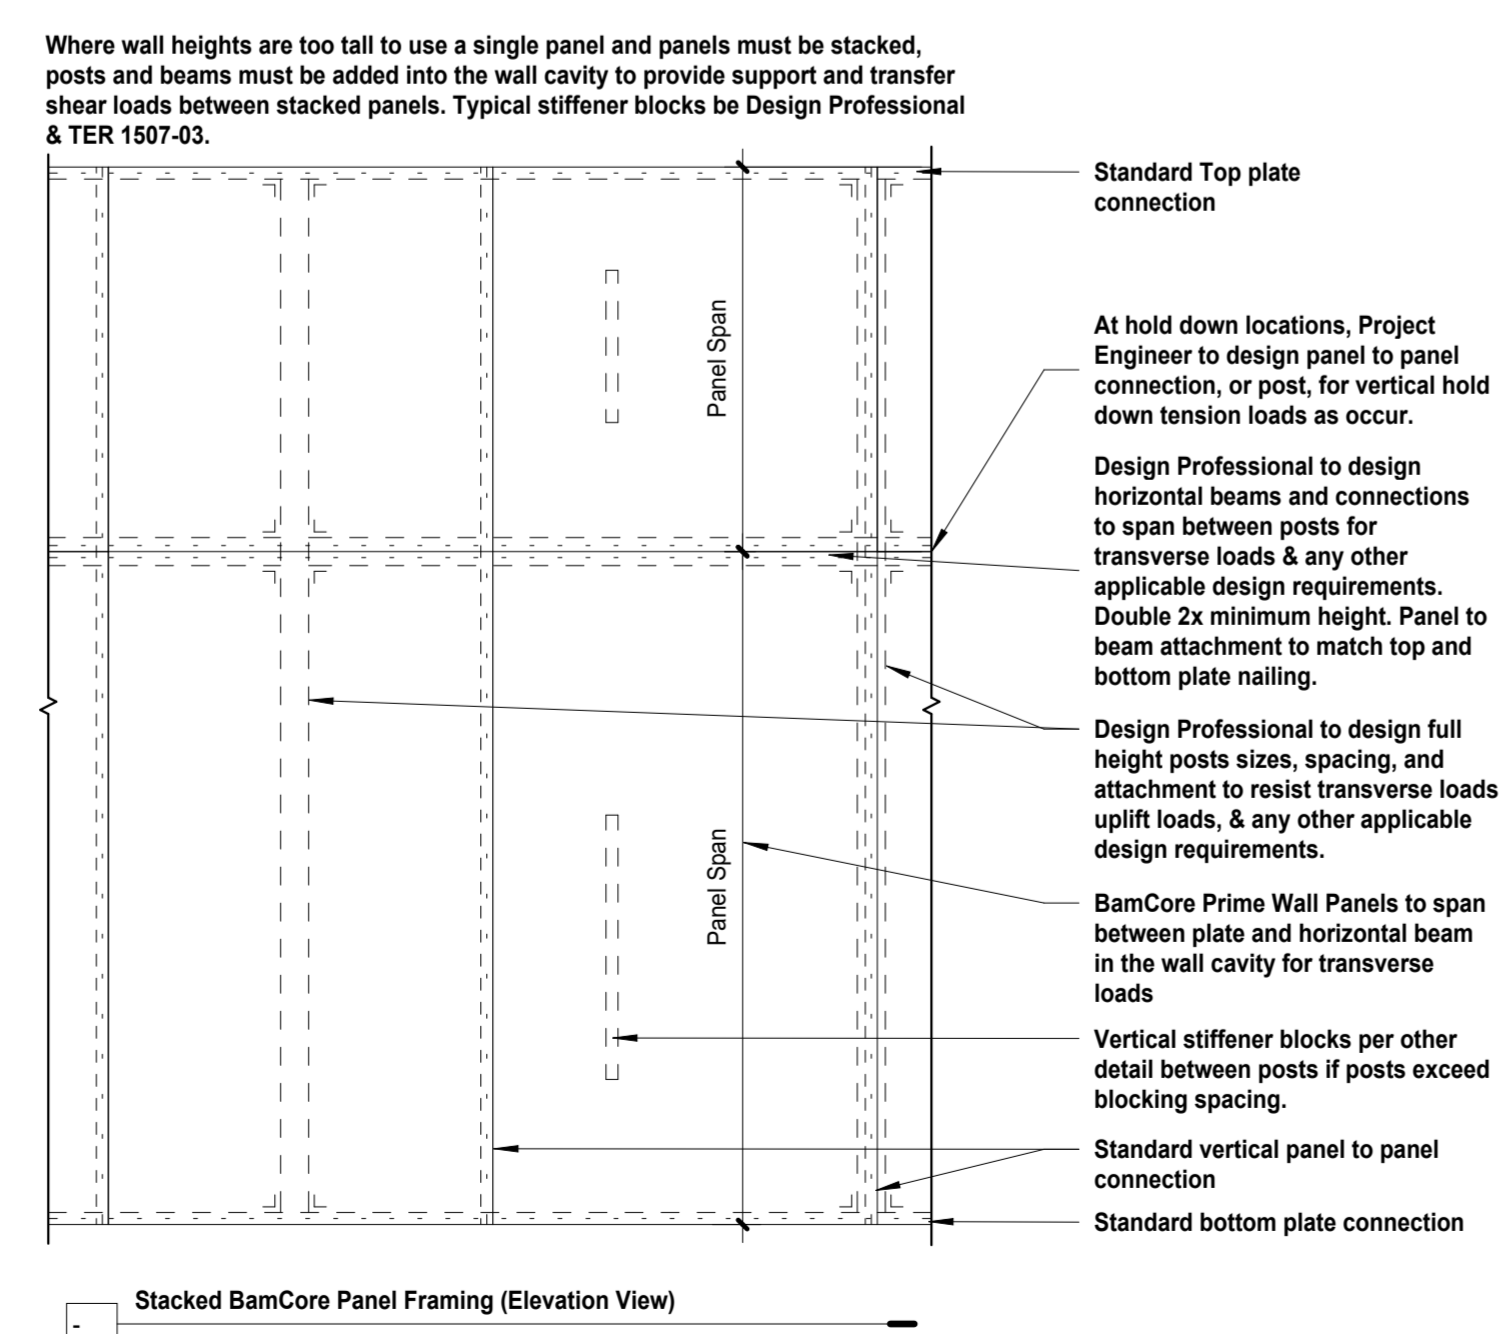 Where wall heights are too tall to use a single panel and panels must be stacked,
posts and beams must be added into the wall cavity to provide support and transfer
shear loads between stacked panels. Typical stiffener blocks be Design Professional
& TER 1507-03.
Standard Top plate
connection
Panel Span
At hold down locations, Project
Engineer to design panel to panel
connection, or post, for vertical hold
down tension loads as occur.
Design Professional to design
horizontal beams and connections
to span between posts for
transverse loads & any other
applicable design requirements.
Double 2x minimum height. Panel to
beam attachment to match top and
bottom plate nailing.
Design Professional to design full
height posts sizes, spacing, and
attachment to resist transverse loads
uplift loads, & any other applicable
design requirements.
Panel Span
BamCore Prime Wall Panels to span
between plate and horizontal beam
in the wall cavity for transverse
loads
Vertical stiffener blocks per other
detail between posts if posts exceed
blocking spacing.
Standard vertical panel to panel
connection
Standard bottom plate connection
Stacked BamCore Panel Framing (Elevation View)
-